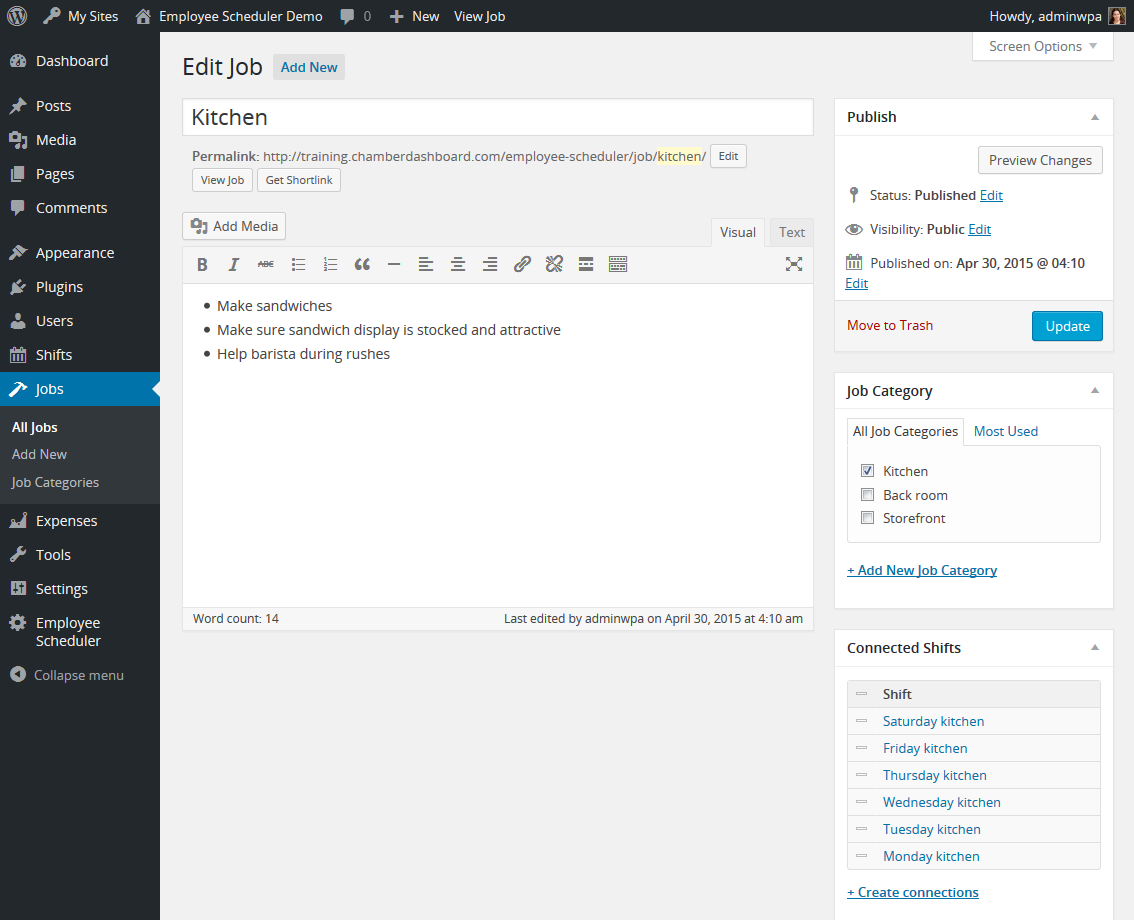 My Sites Employee Scheduler Demo 0 New View Job Howdy, adminwpa
Screen Options
Dashboard
Posts
Media
Pages
Comments
Appearance
Plugins
Users
Shifts
Jobs
All Jobs
Add New
Job Categories
Expenses
Tools
Settings
Employee
Scheduler
Collapse menu
Edit Job Add New
Kitchen
Permalink: http://training.chamberdashboard.com/employee-scheduler/job/kitchen/ Edit
View Job Get Shortlink
Add Media
Visual Text
B I ABC
Make sandwiches
Make sure sandwich display is stocked and attractive
Help barista during rushes
Word count: 14 Last edited by adminwpa on April 30, 2015 at 4:10 am
Publish
Preview Changes
Status: Published Edit
Visibility: Public Edit
Published on: Apr 30, 2015 @ 04:10
Edit
Move to Trash Update
Job Category
All Job Categories Most Used
Kitchen
Back room
Storefront
+ Add New Job Category
Connected Shifts
Shift
Saturday kitchen
Friday kitchen
Thursday kitchen
Wednesday kitchen
Tuesday kitchen
Monday kitchen
+ Create connections